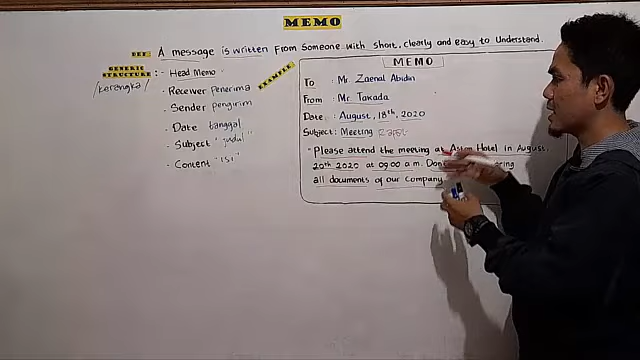 MEMO
DEF A message is written From Someone with short, clearly and easy to Understand.
GENERIC STRUCTURE : - Head Memo
/kerangka/
- Receiver penerima
- Sender pengirim
- Date tanggal
- Subject "judul"
- Content "isi"
EXAMPLE
MEMO
To : Mr. Zaenal Abidin
From : Mr. Takada
Date : August, 18th, 2020
Subject : Meeting
"Please attend the meeting at Aston Hotel in August,
20th 2020 at 09.00 a.m.
all documents of our company